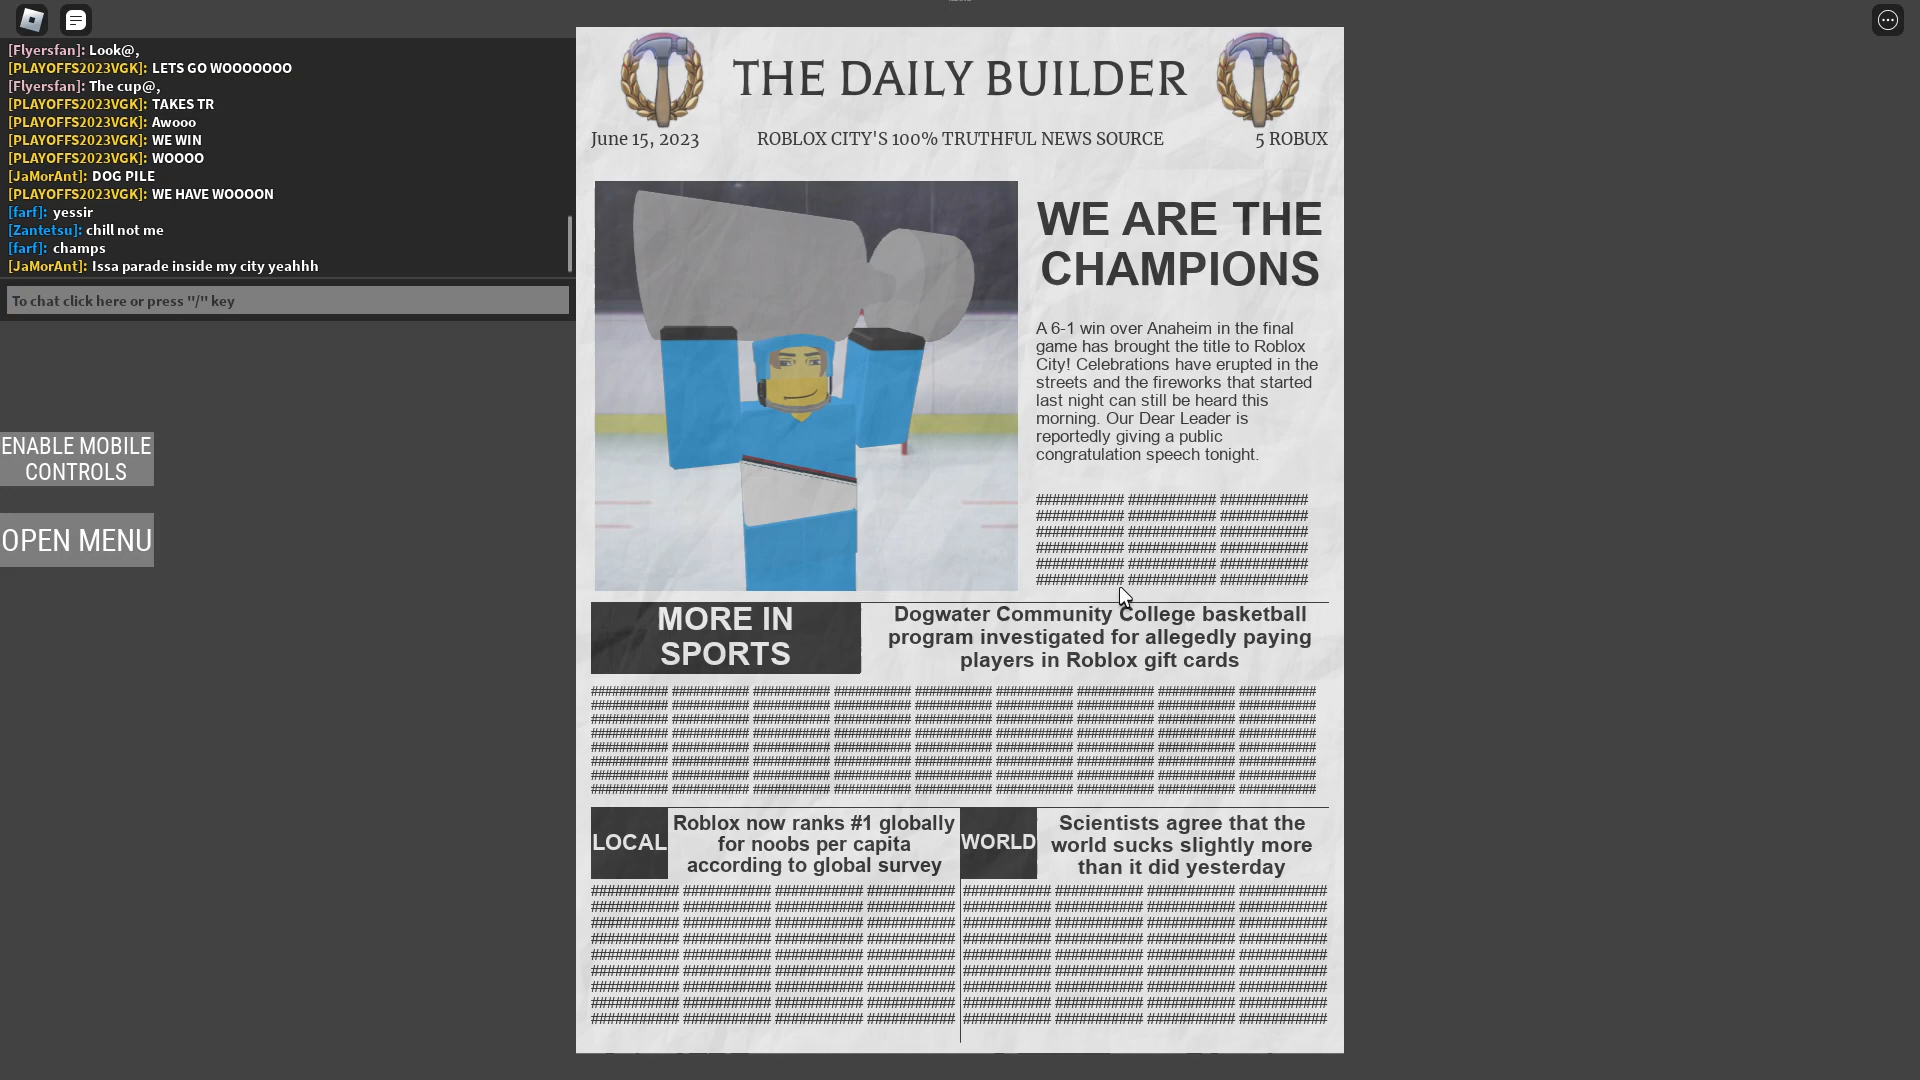 [Flyersfan]: Look@,
[PLAYOFFS2023VGK]: LETS GO WOOOOOOO
[Flyersfan]: The cup@,
[PLAYOFFS2023VGK]: TAKES TR
[PLAYOFFS2023VGK]: Awooo
[PLAYOFFS2023VGK]: WE WIN
[PLAYOFFS2023VGK]: WOOOO
[JaMorAnt]: DOG PILE
[PLAYOFFS2023VGK]: WE HAVE WOOOON
[farf]: yessir
[Zantetsu]: chill not me
[farf]: champs
[JaMorAnt]: Issa parade inside my city yeahhh
To chat click here or press "/" key
ENABLE MOBILE
CONTROLS
OPEN MENU
THE DAILY BUILDER
June 15, 2023 ROBLOX CITY'S 100% TRUTHFUL NEWS SOURCE 5 ROBUX
WE ARE THE
CHAMPIONS
A 6-1 win over Anaheim in the final
game has brought the title to Roblox
City! Celebrations have erupted in the
streets and the fireworks that started
last night can still be heard this
morning. Our Dear Leader is
reportedly giving a public
congratulation speech tonight.
########### ########### ###########
########### ########### ###########
########### ########### ###########
########### ########### ###########
########### ########### ###########
########### ########### ###########
MORE IN
SPORTS
Dogwater Community College basketball
program investigated for allegedly paying
players in Roblox gift cards
########### ########### ########### ########### ########### ########### ########### ########### ###########
########### ########### ########### ########### ########### ########### ########### ########### ###########
########### ########### ########### ########### ########### ########### ########### ########### ###########
########### ########### ########### ########### ########### ########### ########### ########### ###########
########### ########### ########### ########### ########### ########### ########### ########### ###########
########### ########### ########### ########### ########### ########### ########### ########### ###########
########### ########### ########### ########### ########### ########### ########### ########### ###########
########### ########### ########### ########### ########### ########### ########### ########### ###########
LOCAL
Roblox now ranks #1 globally
for noobs per capita
according to global survey
########### ########### ########### ###########
########### ########### ########### ###########
########### ########### ########### ###########
########### ########### ########### ###########
########### ########### ########### ###########
########### ########### ########### ###########
########### ########### ########### ###########
########### ########### ########### ###########
########### ########### ########### ###########
WORLD
Scientists agree that the
world sucks slightly more
than it did yesterday
########### ########### ########### ###########
########### ########### ########### ###########
########### ########### ########### ###########
########### ########### ########### ###########
########### ########### ########### ###########
########### ########### ########### ###########
########### ########### ########### ###########
########### ########### ########### ###########
########### ########### ########### ###########